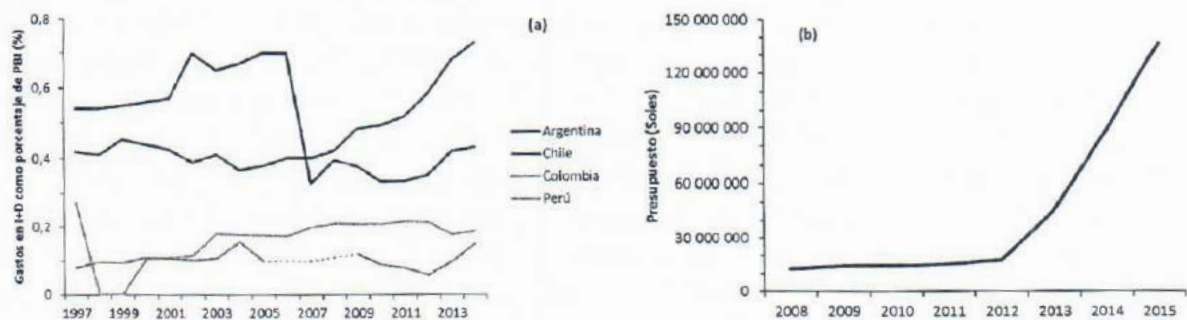 Gastos en I+D como porcentaje de PBI (%)
0,8
0,6
0,4
0,2
0
1997 1999 2001 2003 2005 2007 2009 2011 2013
(a)
Argentina
Chile
Colombia
Perú
Presupuesto (Soles)
150 000 000
120 000 000
90 000 000
60 000 000
30 000 000
0
2008 2009 2010 2011 2012 2013 2014 2015
(b)